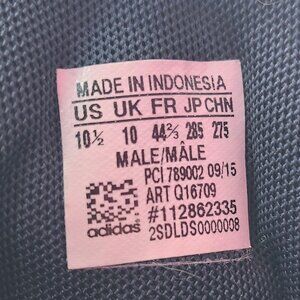 MADE IN INDONESIA
US UK FR JP CHN
10½ 10 44⅔ 285 275
MALE/MÂLE
PCI 789002 09/15
ART Q16709
#112862335
adidas 2SDLDS0000008